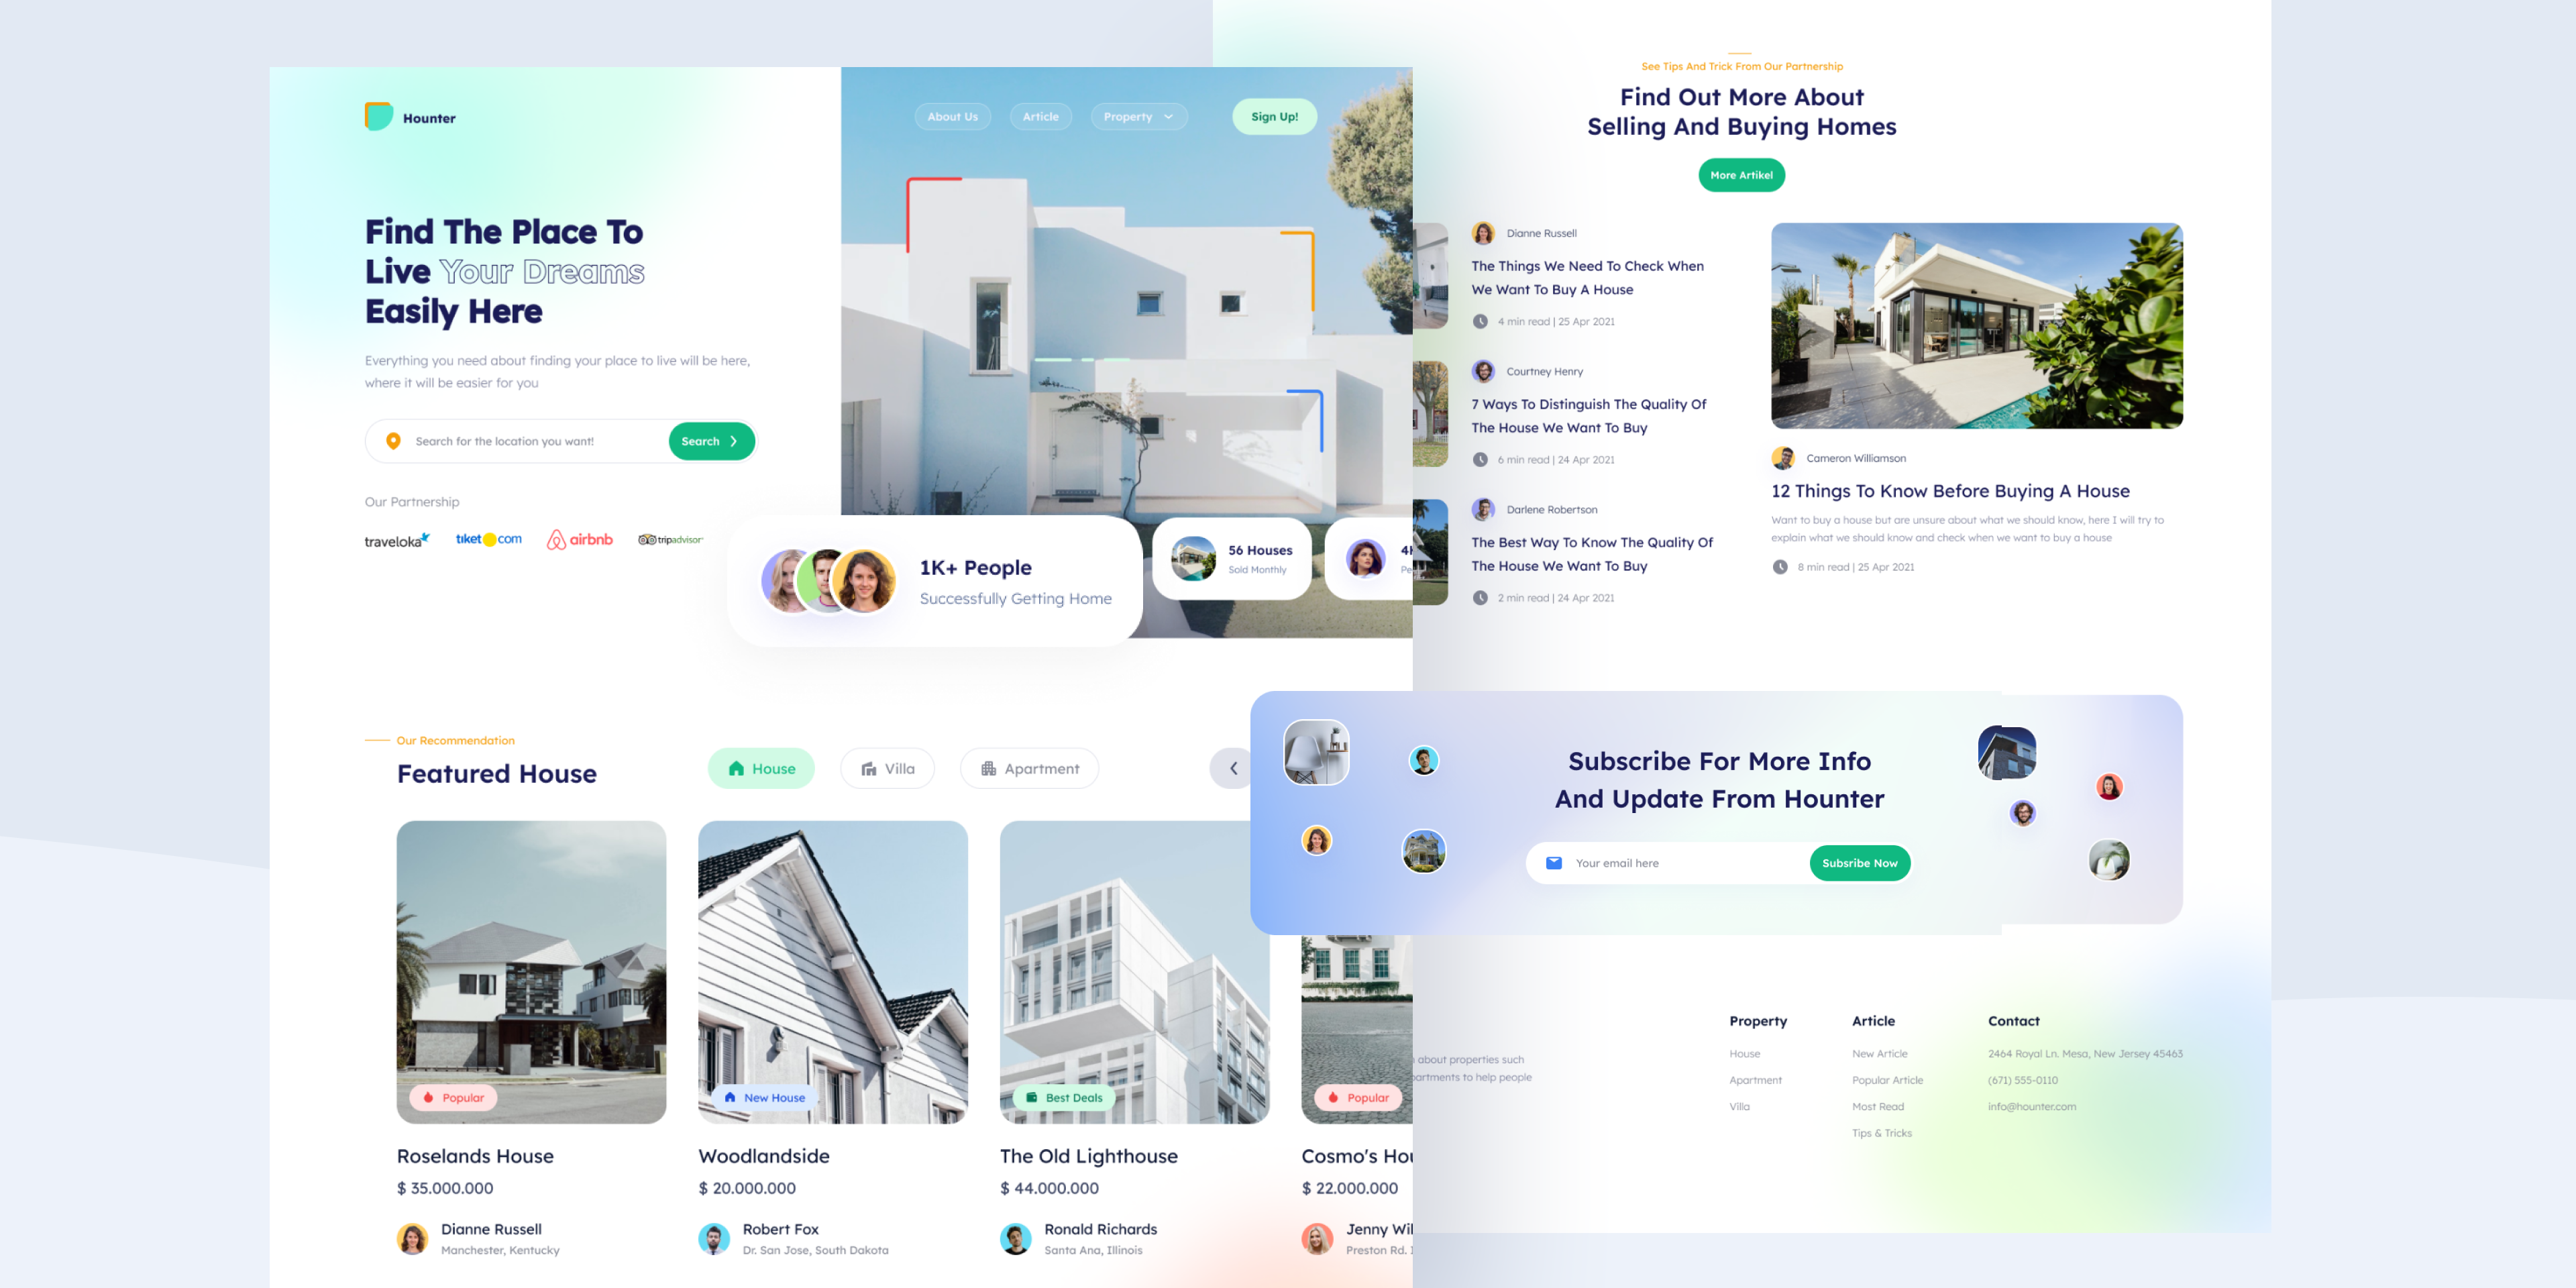 Hounter
About Us
Article
Property
Sign Up!
Find The Place To
Live Your Dreams
Easily Here
Everything you need about finding your place to live will be here,
where it will be easier for you
Search for the location you want!
Search
Our Partnership
traveloka
tiket com
airbnb
tripadvisor
1K+ People
Successfully Getting Home
56 Houses
Sold Monthly
Our Recommendation
Featured House
House
Villa
Apartment
Popular
New House
Best Deals
Popular
Roselands House
$ 35.000.000
Dianne Russell
Manchester, Kentucky
Woodlandside
$ 20.000.000
Robert Fox
Dr. San Jose, South Dakota
The Old Lighthouse
$ 44.000.000
Ronald Richards
Santa Ana, Illinois
Cosmo's
$ 22.000.000
Jenny
Preston Rd.
See Tips And Trick From Our Partnership
Find Out More About
Selling And Buying Homes
More Artikel
Dianne Russell
The Things We Need To Check When
We Want To Buy A House
4 min read | 25 Apr 2021
Courtney Henry
7 Ways To Distinguish The Quality Of
The House We Want To Buy
6 min read | 24 Apr 2021
Darlene Robertson
The Best Way To Know The Quality Of
The House We Want To Buy
2 min read | 24 Apr 2021
Cameron Williamson
12 Things To Know Before Buying A House
Want to buy a house but are unsure about what we should know, here I will try to
explain what we should know and check when we want to buy a house
8 min read | 25 Apr 2021
Subscribe For More Info
And Update From Hounter
Your email here
Subsribe Now
about properties such
to help people
Property
House
Apartment
Villa
Article
New Article
Popular Article
Most Read
Tips & Tricks
Contact
2464 Royal Ln. Mesa, New Jersey 45463
(671) 555-0110
info@hounter.com